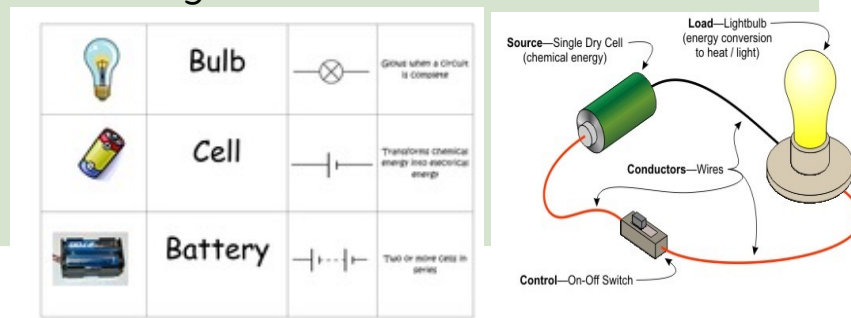 Bulb
Glows when a circuit
is complete
Cell
Transforms chemical
energy into electrical
energy
Battery
Two or more cells in
series
Source—Single Dry Cell
(chemical energy)
Load—Lightbulb
(energy conversion
to heat / light)
Conductors—Wires
Control—On-Off Switch